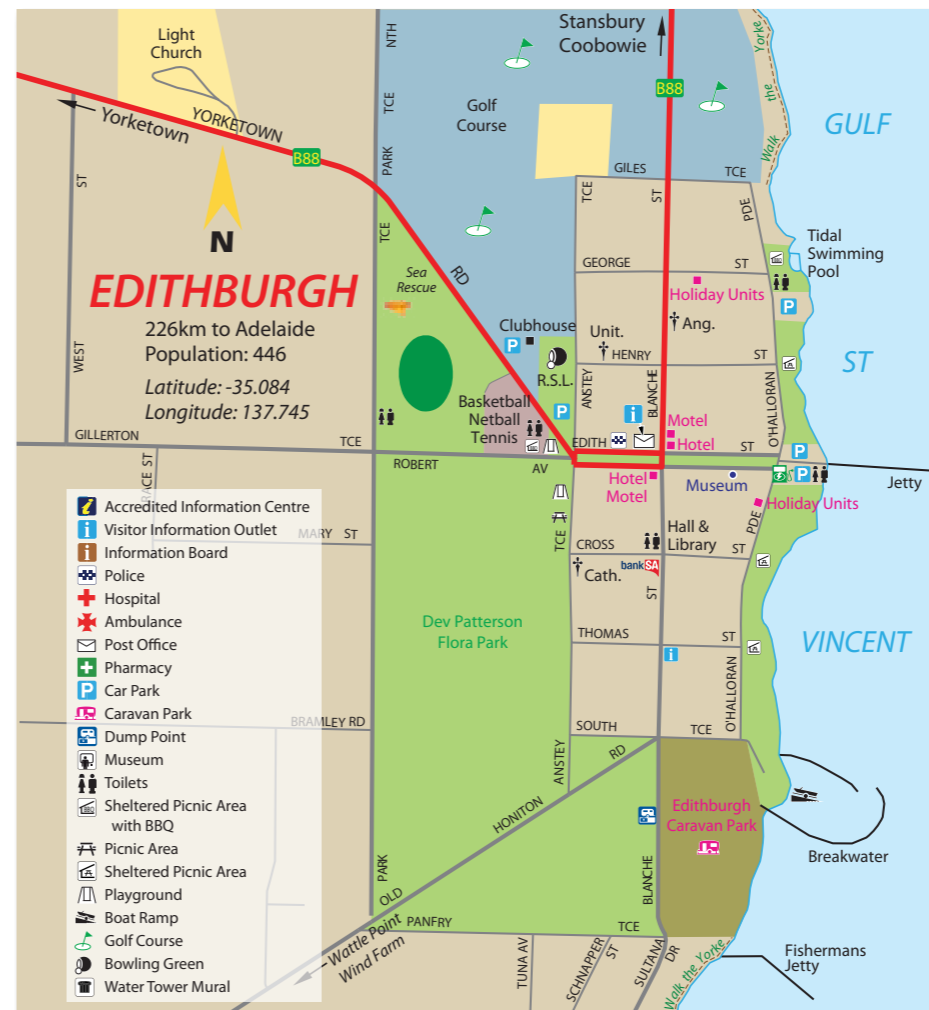 Stansbury
Coobowie
Light
Church
NTH
TCE
PARK
Golf
Course
B88
Walk the Yorke
GULF
Yorketown
YORKETOWN
B88
RD
GILES TCE
ST
TCE
ST
PDE
N
TCE
Sea
Rescue
GEORGE ST
Tidal
Swimming
Pool
EDITHBURGH
226km to Adelaide
Population: 446
Latitude: -35.084
Longitude: 137.745
Holiday Units
P
Clubhouse
P
Unit.
Ang.
HENRY ST
ST
WEST
R.S.L.
ANSTEY
BLANCHE
O'HALLORAN
Basketball
Netball
Tennis
P
i
Motel
Hotel
GILLERTON TCE
EDITH ST
P
ROBERT AV
Hotel
Motel
Museum
P
Jetty
Holiday Units
PDE
RACE ST
MARY ST
TCE
CROSS ST
Hall &
Library
Cath.
bankSA
ST
Dev Patterson
Flora Park
THOMAS ST
i
VINCENT
O'HALLORAN
BRAMLEY RD
SOUTH TCE
ANSTEY
OLD HONITON RD
Edithburgh
Caravan Park
Breakwater
PARK
BLANCHE
PANFRY TCE
Wattle Point
Wind Farm
TUNA AV
SCHNAPPER ST
SULTANA DR
Walk the Yorke
Fishermans
Jetty
i Accredited Information Centre
i Visitor Information Outlet
i Information Board
Police
Hospital
Ambulance
Post Office
Pharmacy
P Car Park
Caravan Park
Dump Point
Museum
Toilets
Sheltered Picnic Area
with BBQ
Picnic Area
Sheltered Picnic Area
Playground
Boat Ramp
Golf Course
Bowling Green
Water Tower Mural